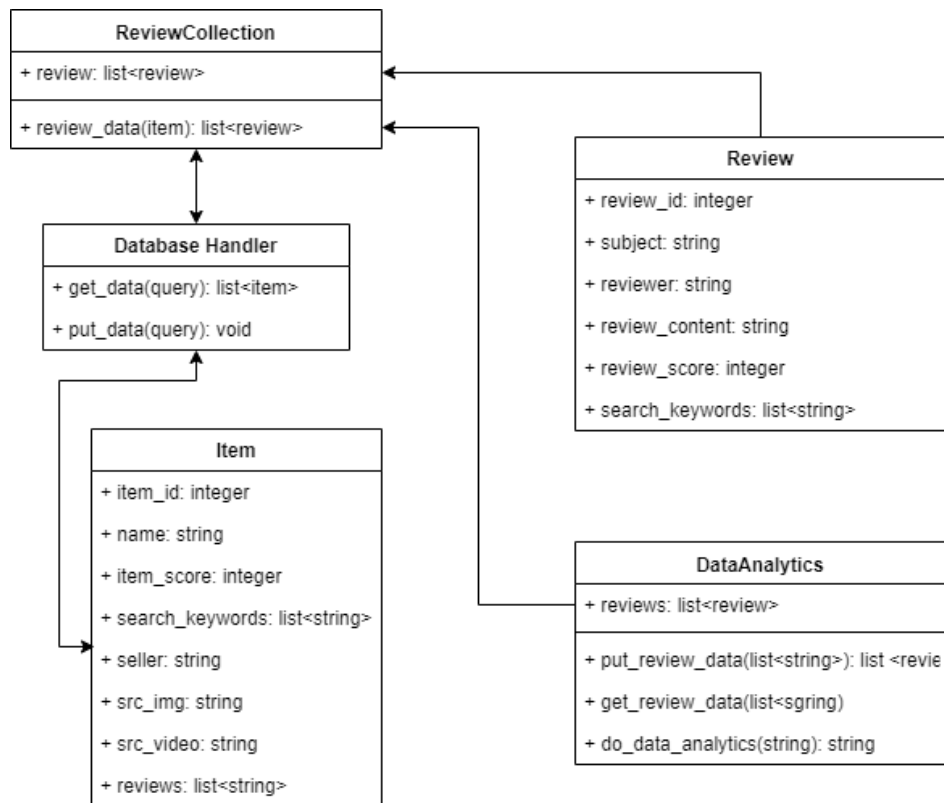 ReviewCollection
+ review: list<review>
+ review_data(item): list<review>
Database Handler
+ get_data(query): list<item>
+ put_data(query): void
Item
+ item_id: integer
+ name: string
+ item_score: integer
+ search_keywords: list<string>
+ seller: string
+ src_img: string
+ src_video: string
+ reviews: list<string>
Review
+ review_id: integer
+ subject: string
+ reviewer: string
+ review_content: string
+ review_score: integer
+ search_keywords: list<string>
DataAnalytics
+ reviews: list<review>
+ put_review_data(list<string>): list <revie
+ get_review_data(list<sgring)
+ do_data_analytics(string): string